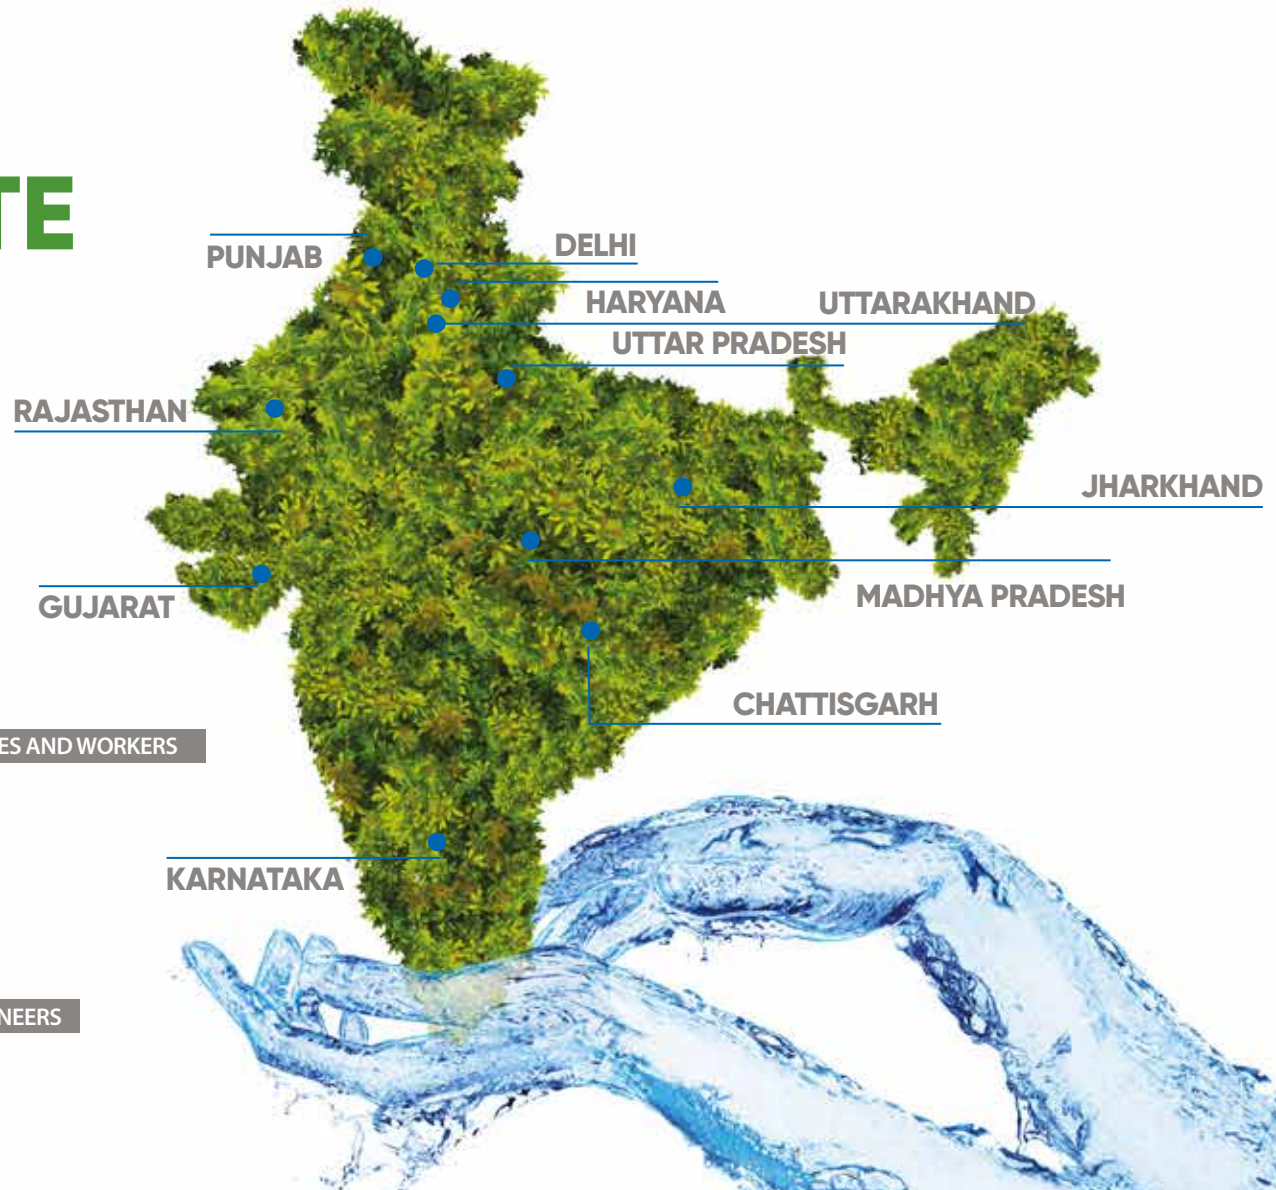 TE
PUNJAB
DELHI
HARYANA
UTTARAKHAND
UTTAR PRADESH
RAJASTHAN
JHARKHAND
GUJARAT
MADHYA PRADESH
CHATTISGARH
ES AND WORKERS
KARNATAKA
NEERS